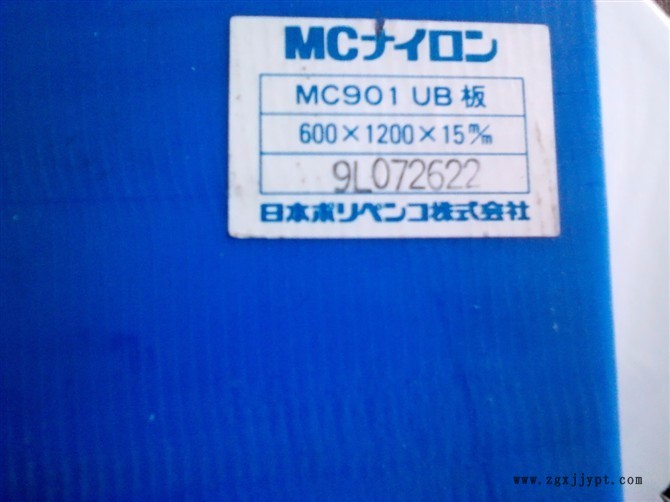 MCナイロン
MC901 UB 板
600×1200×15m/m
9L072622
日本ポリペンコ株式会社
www.zgxjjypt.com